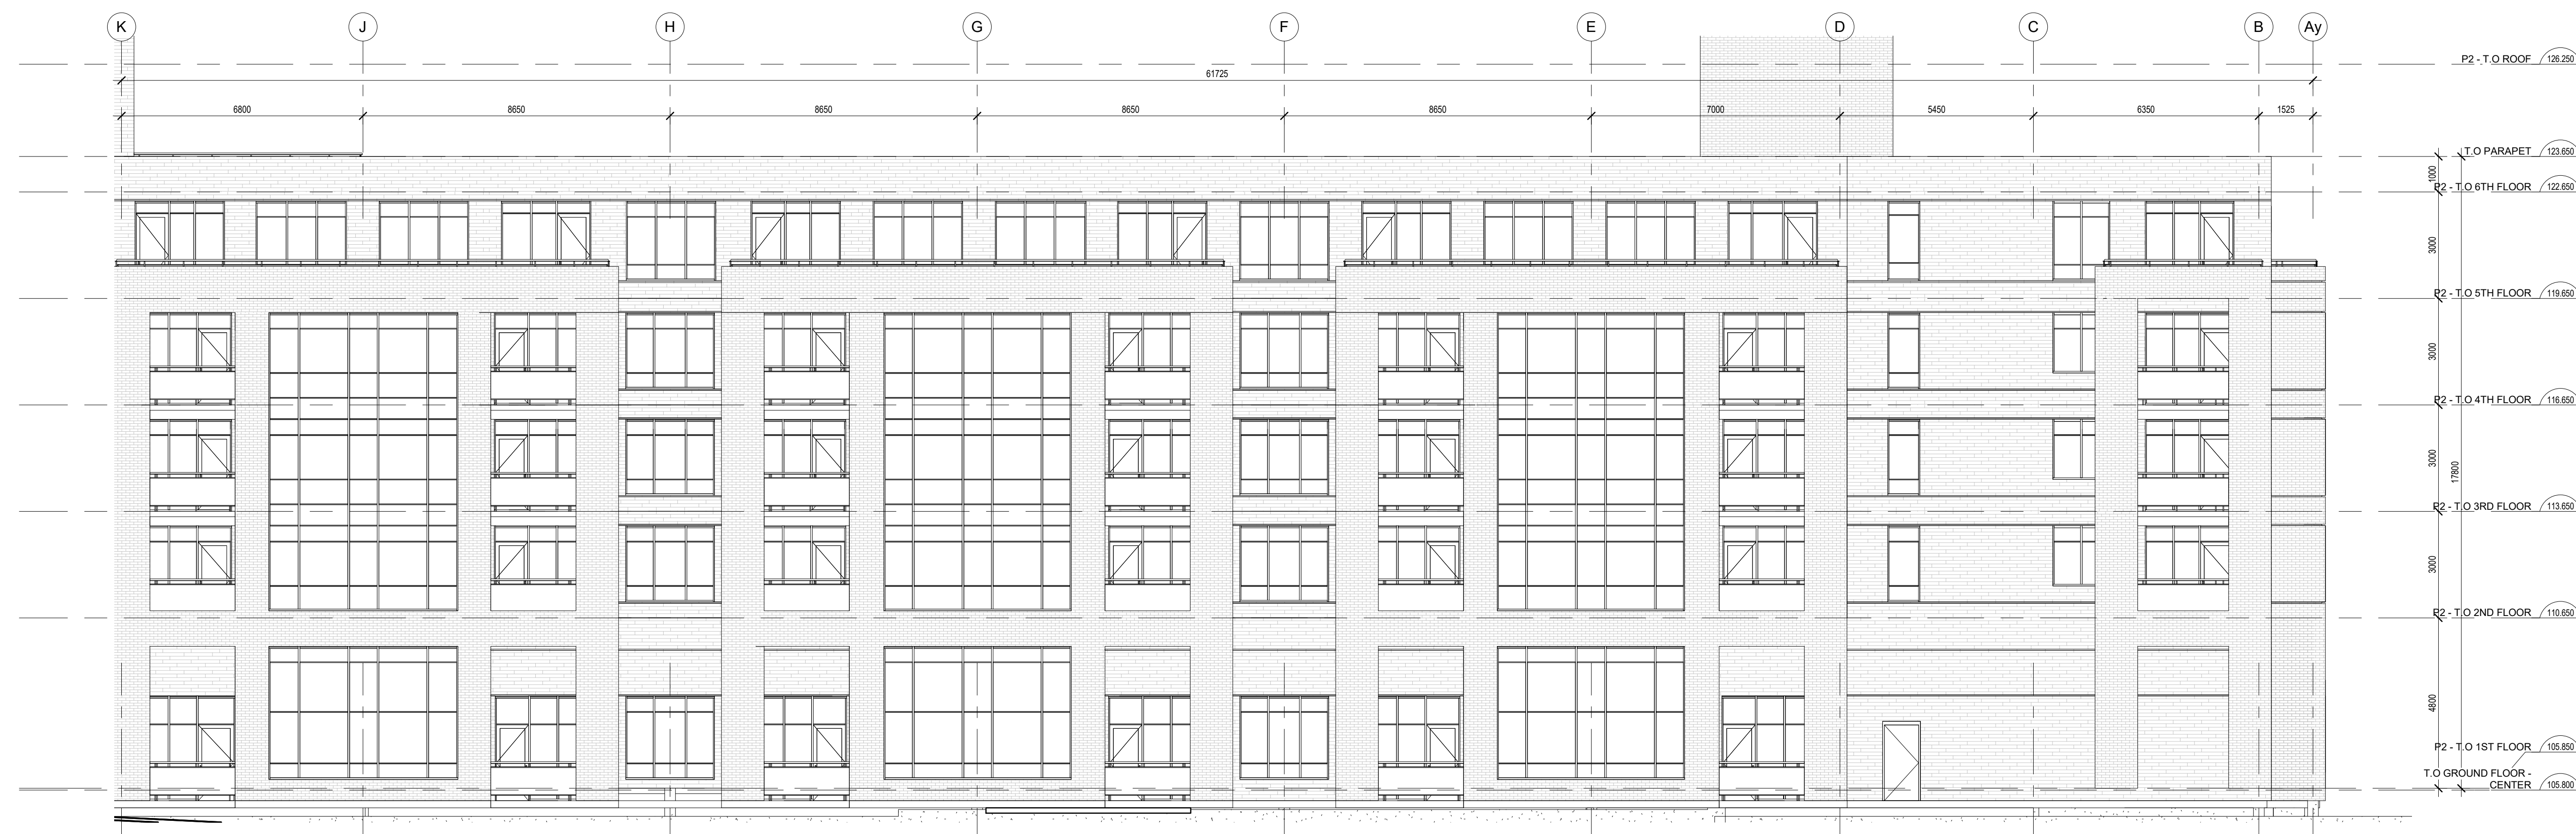 K J H G F E D C B Ay
P2 - T.O ROOF 126.250
61725
6800 8650 8650 8650 8650 7000 5450 6350 1525
T.O PARAPET 123.650
1000
P2 - T.O 6TH FLOOR 122.650
3000
P2 - T.O 5TH FLOOR 119.650
3000
P2 - T.O 4TH FLOOR 116.650
3000
17800
P2 - T.O 3RD FLOOR 113.650
3000
P2 - T.O 2ND FLOOR 110.650
4800
P2 - T.O 1ST FLOOR 105.850
T.O GROUND FLOOR -
CENTER 105.800